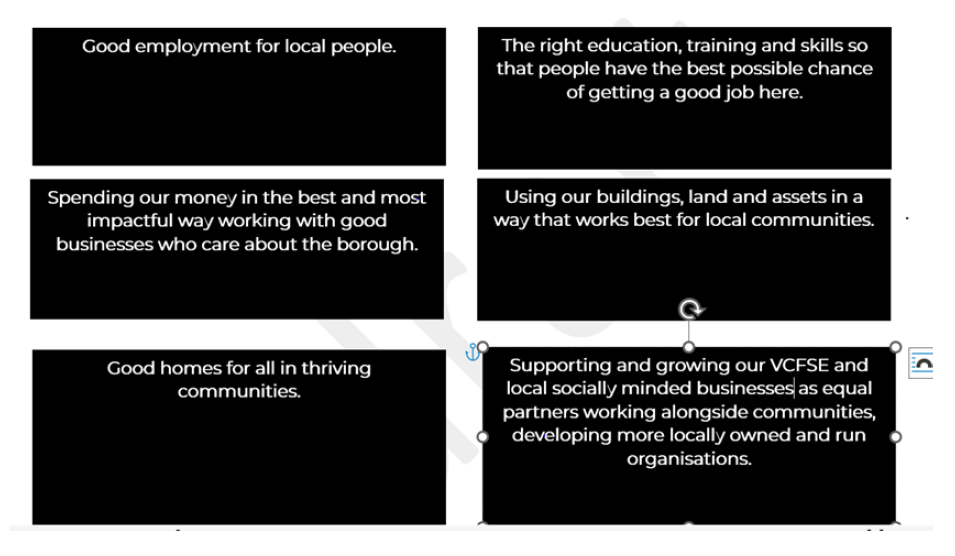 Good employment for local people.
The right education, training and skills so
that people have the best possible chance
of getting a good job here.
Spending our money in the best and most
impactful way working with good
businesses who care about the borough.
Using our buildings, land and assets in a
way that works best for local communities.
Good homes for all in thriving
communities.
Supporting and growing our VCFSE and
local socially minded businesses as equal
partners working alongside communities,
developing more locally owned and run
organisations.